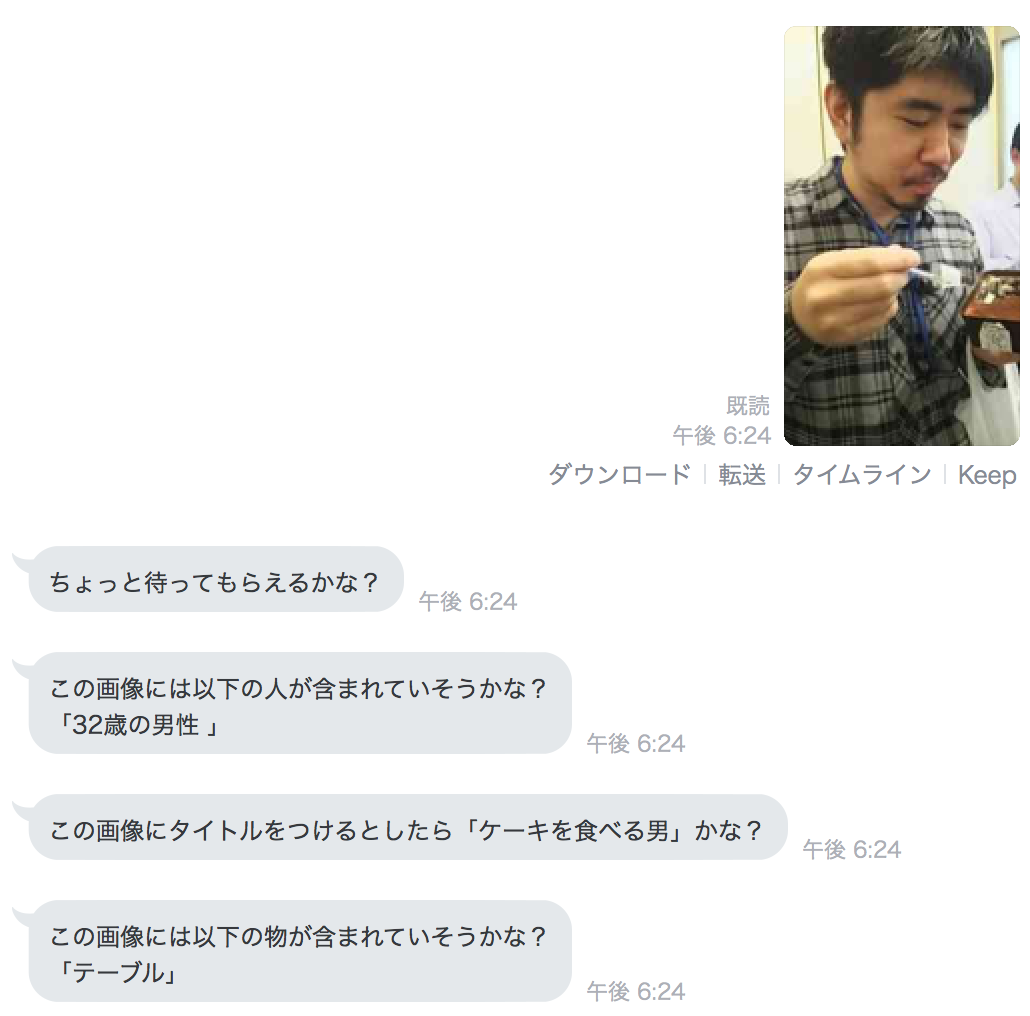 既読
午後 6:24
ダウンロード | 転送 | タイムライン | Keep
ちょっと待ってもらえるかな？
午後 6:24
この画像には以下の人が含まれていそうかな？
「32歳の男性 」
午後 6:24
この画像にタイトルをつけるとしたら「ケーキを食べる男」かな？
午後 6:24
この画像には以下の物が含まれていそうかな？
「テーブル」
午後 6:24